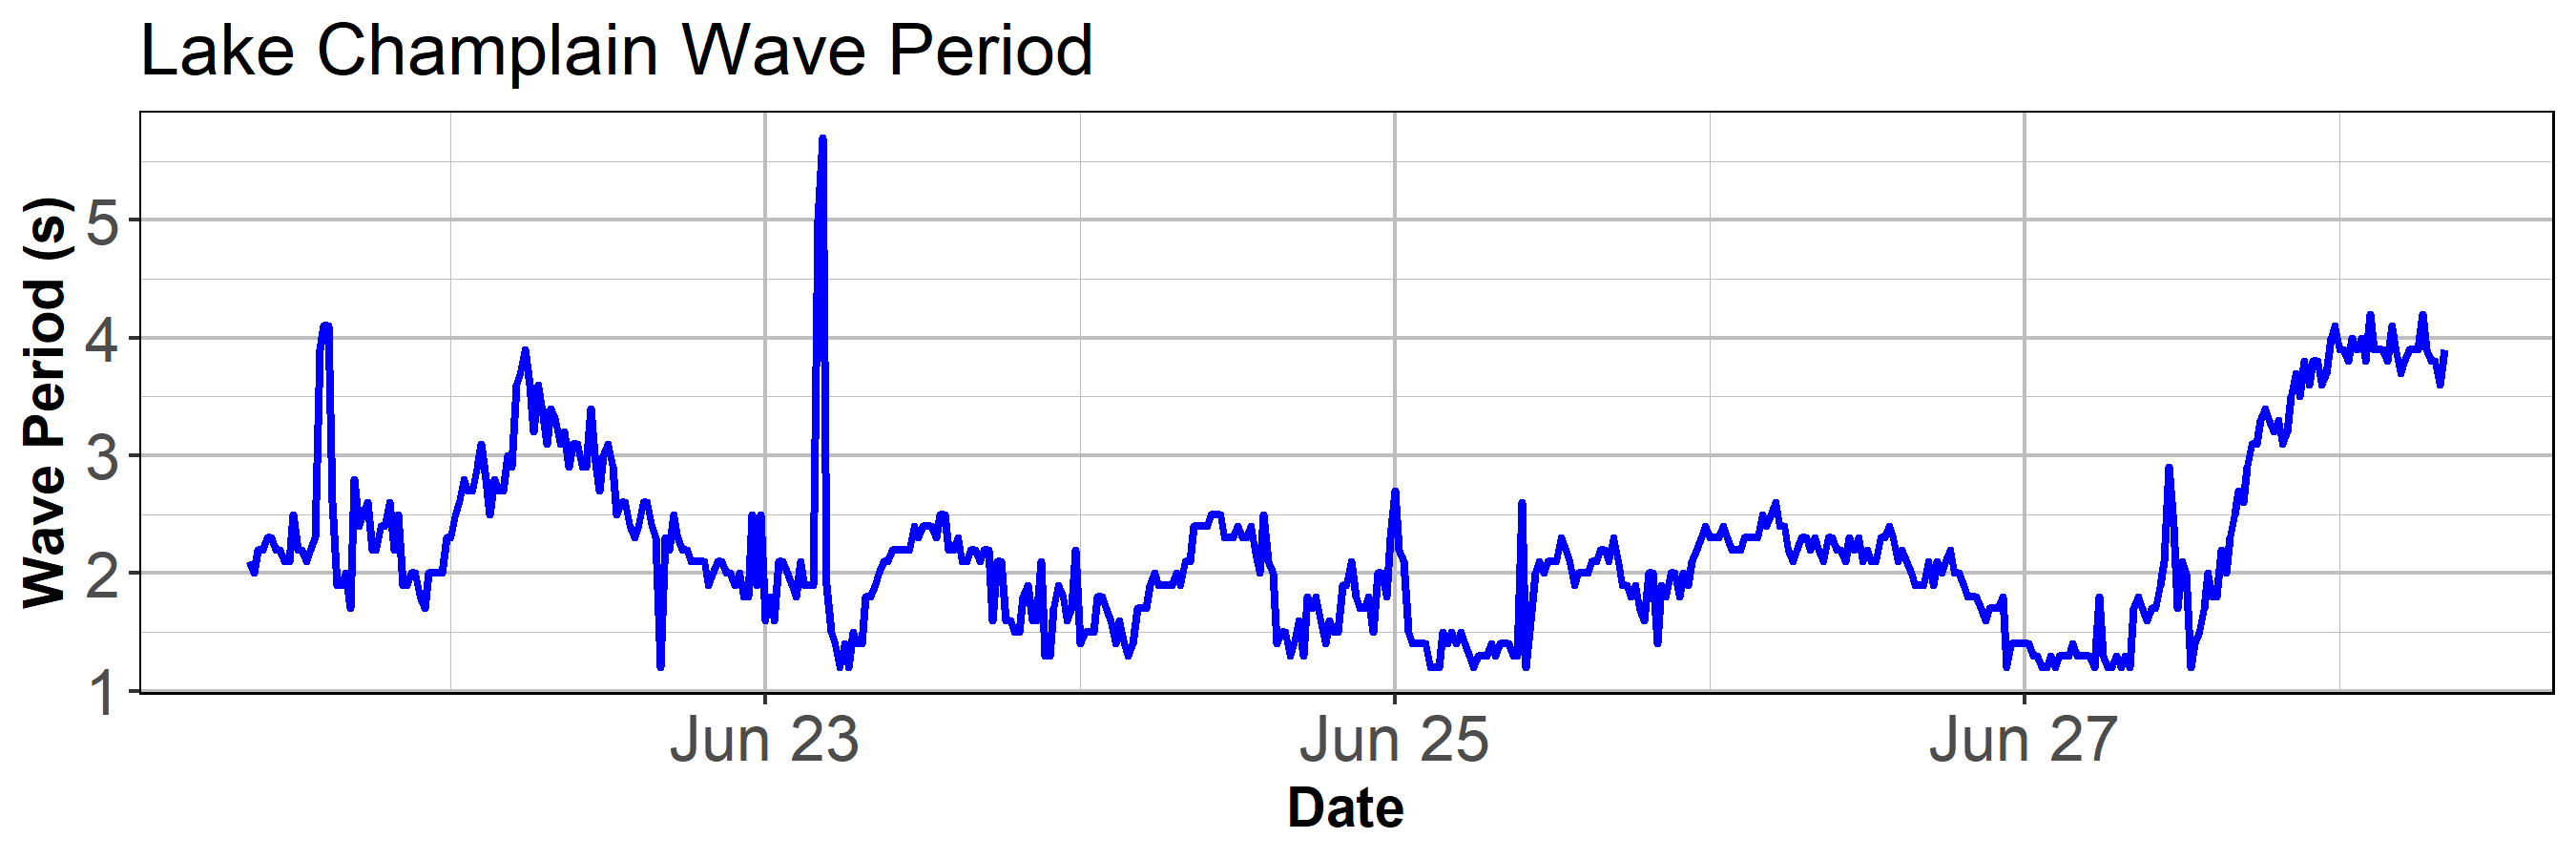 Lake Champlain Wave Period
Wave Period (s)
5
4
3
2
1
Jun 23
Jun 25
Jun 27
Date